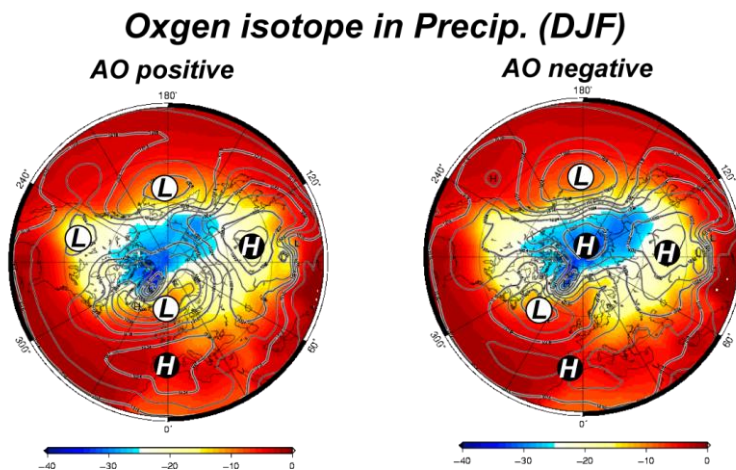 Oxgen isotope in Precip. (DJF)
AO positive
AO negative
180˚
180˚
240˚
120˚
240˚
120˚
L
L
L
H
H
H
L
L
H
H
300˚
60˚
300˚
60˚
0˚
0˚
−40 −30 −20 −10 0
−40 −30 −20 −10 0